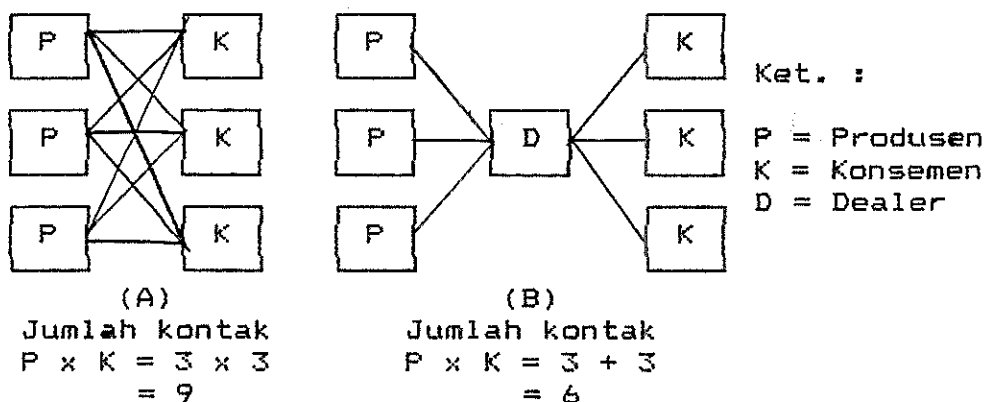 P K P K
Ket. :
P K P D K P = Produsen
K = Konsemen
D = Dealer
P K P K
(A) (B)
Jumlah kontak Jumlah kontak
P x K = 3 x 3 P x K = 3 + 3
= 9 = 6